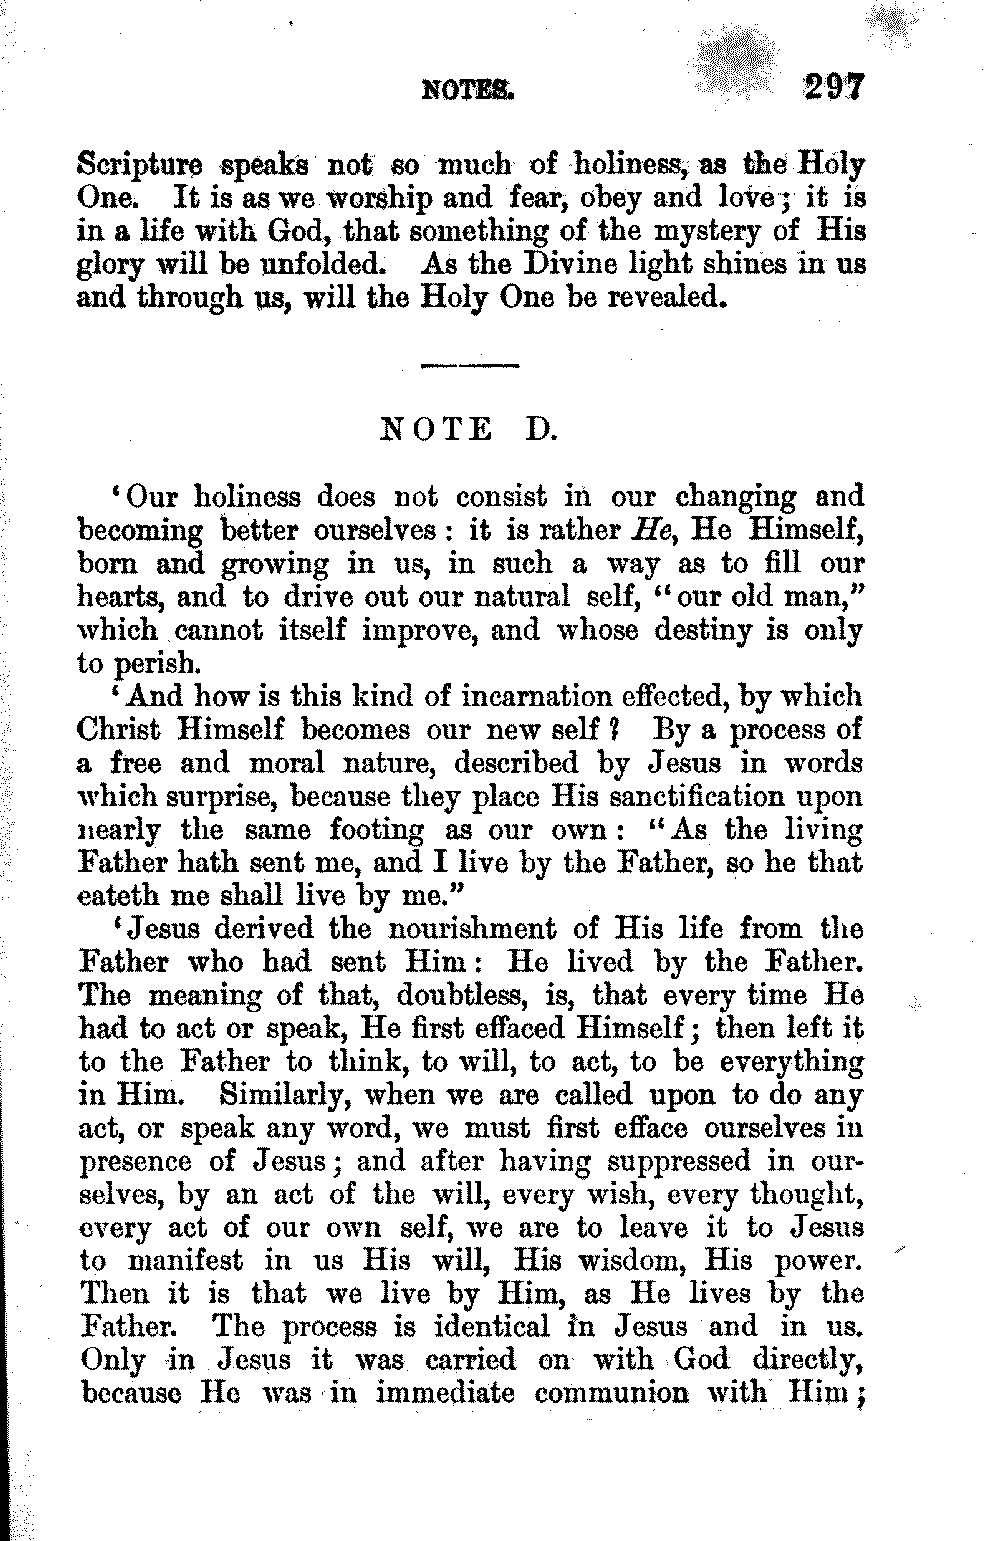 NOTES. 297
Scripture speaks not so much of holiness, as the Holy
One. It is as we worship and fear, obey and love; it is
in a life with God, that something of the mystery of His
glory will be unfolded. As the Divine light shines in us
and through us, will the Holy One be revealed.
NOTE D.
‘Our holiness does not consist in our changing and
becoming better ourselves: it is rather He, He Himself,
born and growing in us, in such a way as to fill our
hearts, and to drive out our natural self, “our old man,”
which cannot itself improve, and whose destiny is only
to perish.
‘And how is this kind of incarnation effected, by which
Christ Himself becomes our new self? By a process of
a free and moral nature, described by Jesus in words
which surprise, because they place His sanctification upon
nearly the same footing as our own: “As the living
Father hath sent me, and I live by the Father, so he that
eateth me shall live by me.”
‘Jesus derived the nourishment of His life from the
Father who had sent Him: He lived by the Father.
The meaning of that, doubtless, is, that every time He
had to act or speak, He first effaced Himself; then left it
to the Father to think, to will, to act, to be everything
in Him. Similarly, when we are called upon to do any
act, or speak any word, we must first efface ourselves in
presence of Jesus; and after having suppressed in our-
selves, by an act of the will, every wish, every thought,
every act of our own self, we are to leave it to Jesus
to manifest in us His will, His wisdom, His power.
Then it is that we live by Him, as He lives by the
Father. The process is identical in Jesus and in us.
Only in Jesus it was carried on with God directly,
because He was in immediate communion with Him;